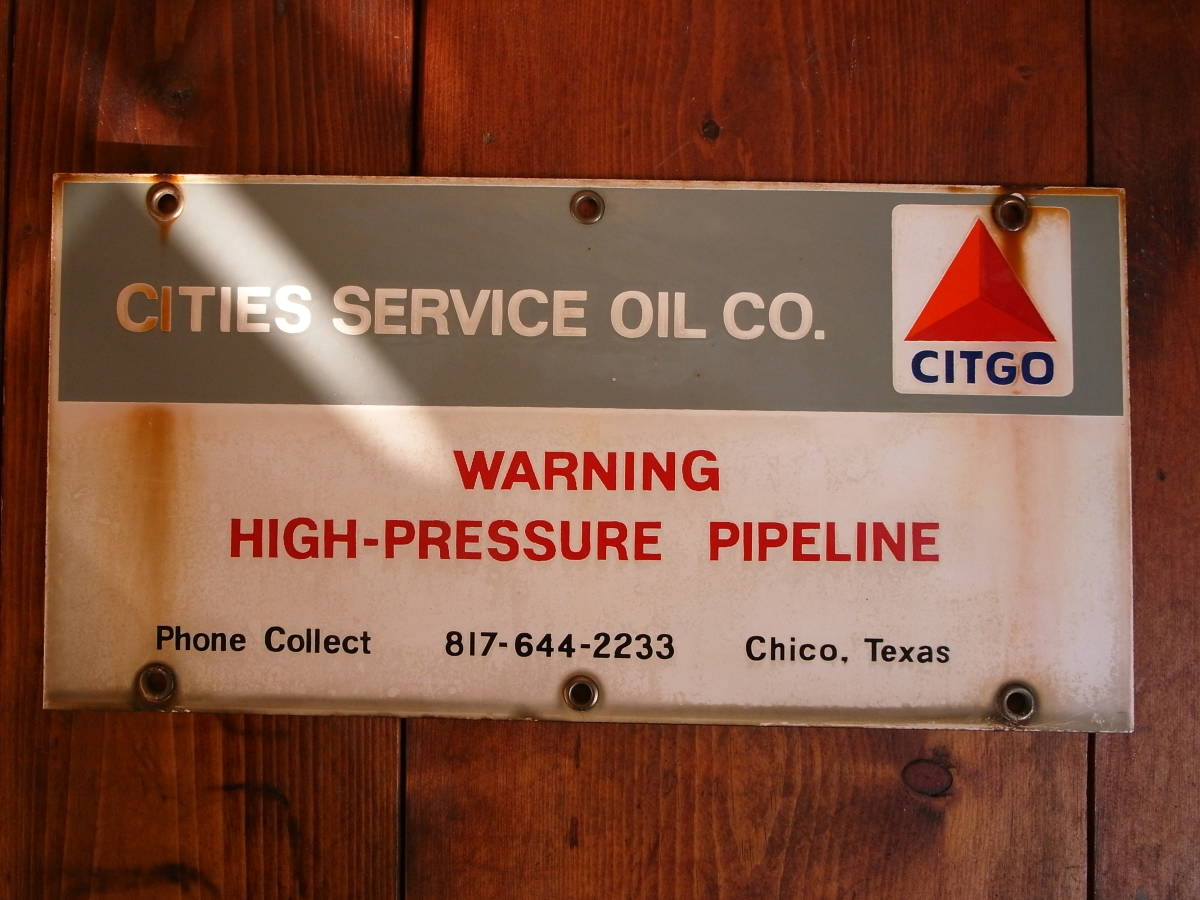 CITIES SERVICE OIL CO.
CITGO
WARNING
HIGH-PRESSURE PIPELINE
Phone Collect 817-644-2233 Chico, Texas